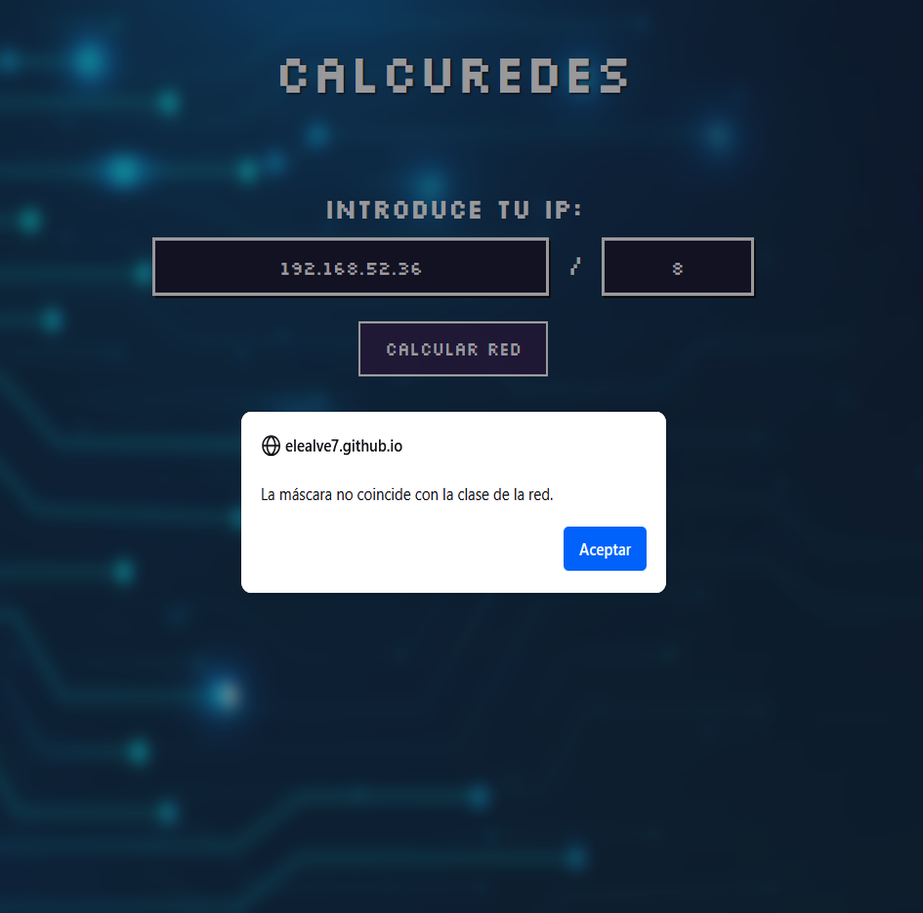 CALCUREDES
INTRODUCE TU IP:
192.168.52.36 / 8
CALCULAR RED
elealve7.github.io
La máscara no coincide con la clase de la red.
Aceptar